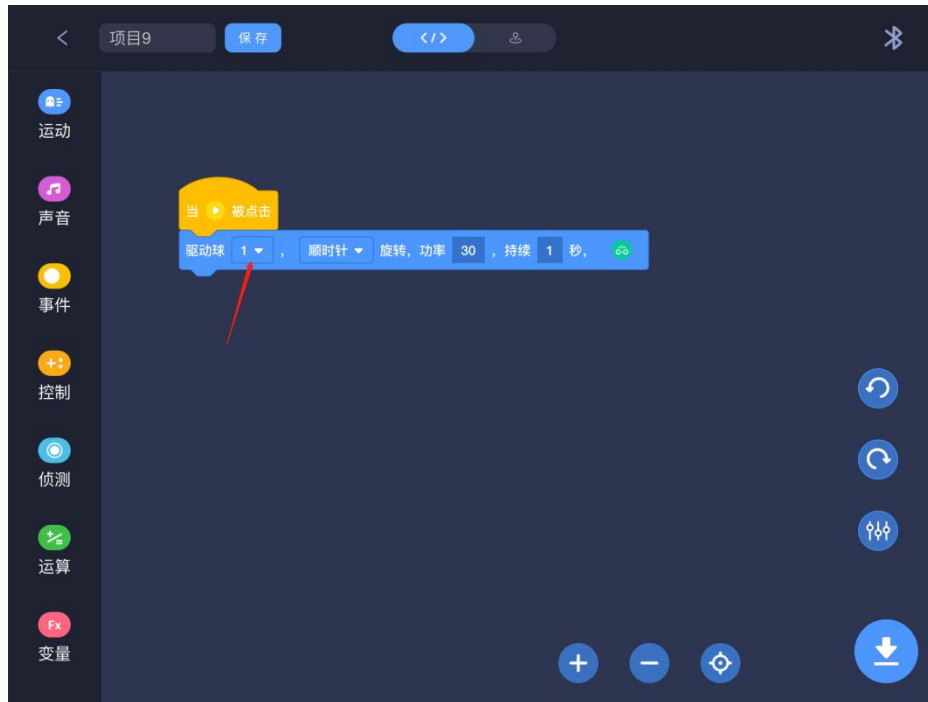 项目9 保存 </>
运动
声音
当 被点击
驱动球 1 , 顺时针 旋转, 功率 30 , 持续 1 秒,
事件
控制
侦测
运算
Fx
变量